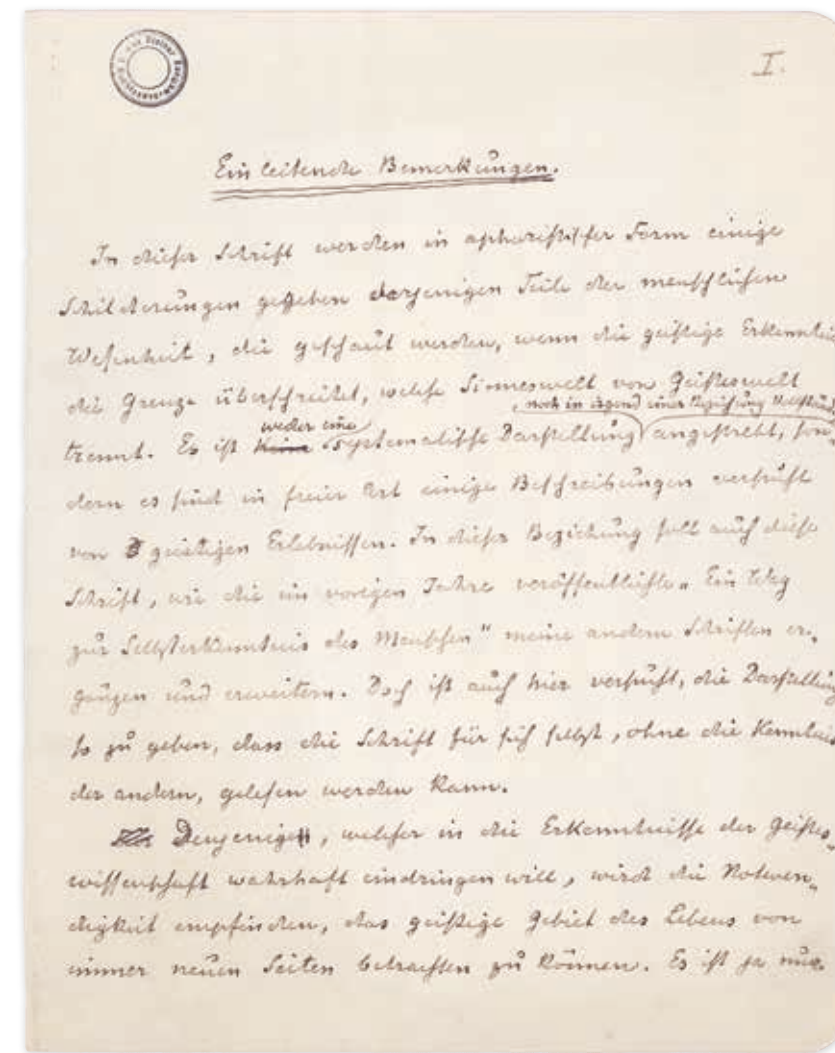 I.
Einleitende Bemerkungen.
In dieser Schrift werden in aphoristischer Form einige
Schilderungen gegeben derjenigen Teile der menschlichen
Wesenheit, die geschaut werden, wenn die geistige Erkenntnis
die Grenze überschreitet, welche Sinneswelt von Geisteswelt
, noch in irgend einer Beziehung Vollständ
weder eine
trennt. Es ist keine systematische Darstellung angestrebt, son„
dern es sind in freier Art einige Beschreibungen versucht
von geistigen Erlebnissen. In dieser Beziehung soll auch diese
Schrift, wie die im vorigen Jahre veröffentlichte „Ein Weg
zur Selbsterkenntnis des Menschen" meine andern Schriften er„
gänzen und erweitern. Doch ist auch hier versucht, die Darstellung
so zu geben, dass die Schrift für sich selbst, ohne die Kenntnis
der andern, gelesen werden kann.
Denjenigen, welcher in die Erkenntnisse der Geistes„
wissenschaft wahrhaft eindringen will, wird die Notwen„
digkeit empfinden, das geistige Gebiet des Lebens von
immer neuen Seiten betrachten zu können. Es ist ja nur